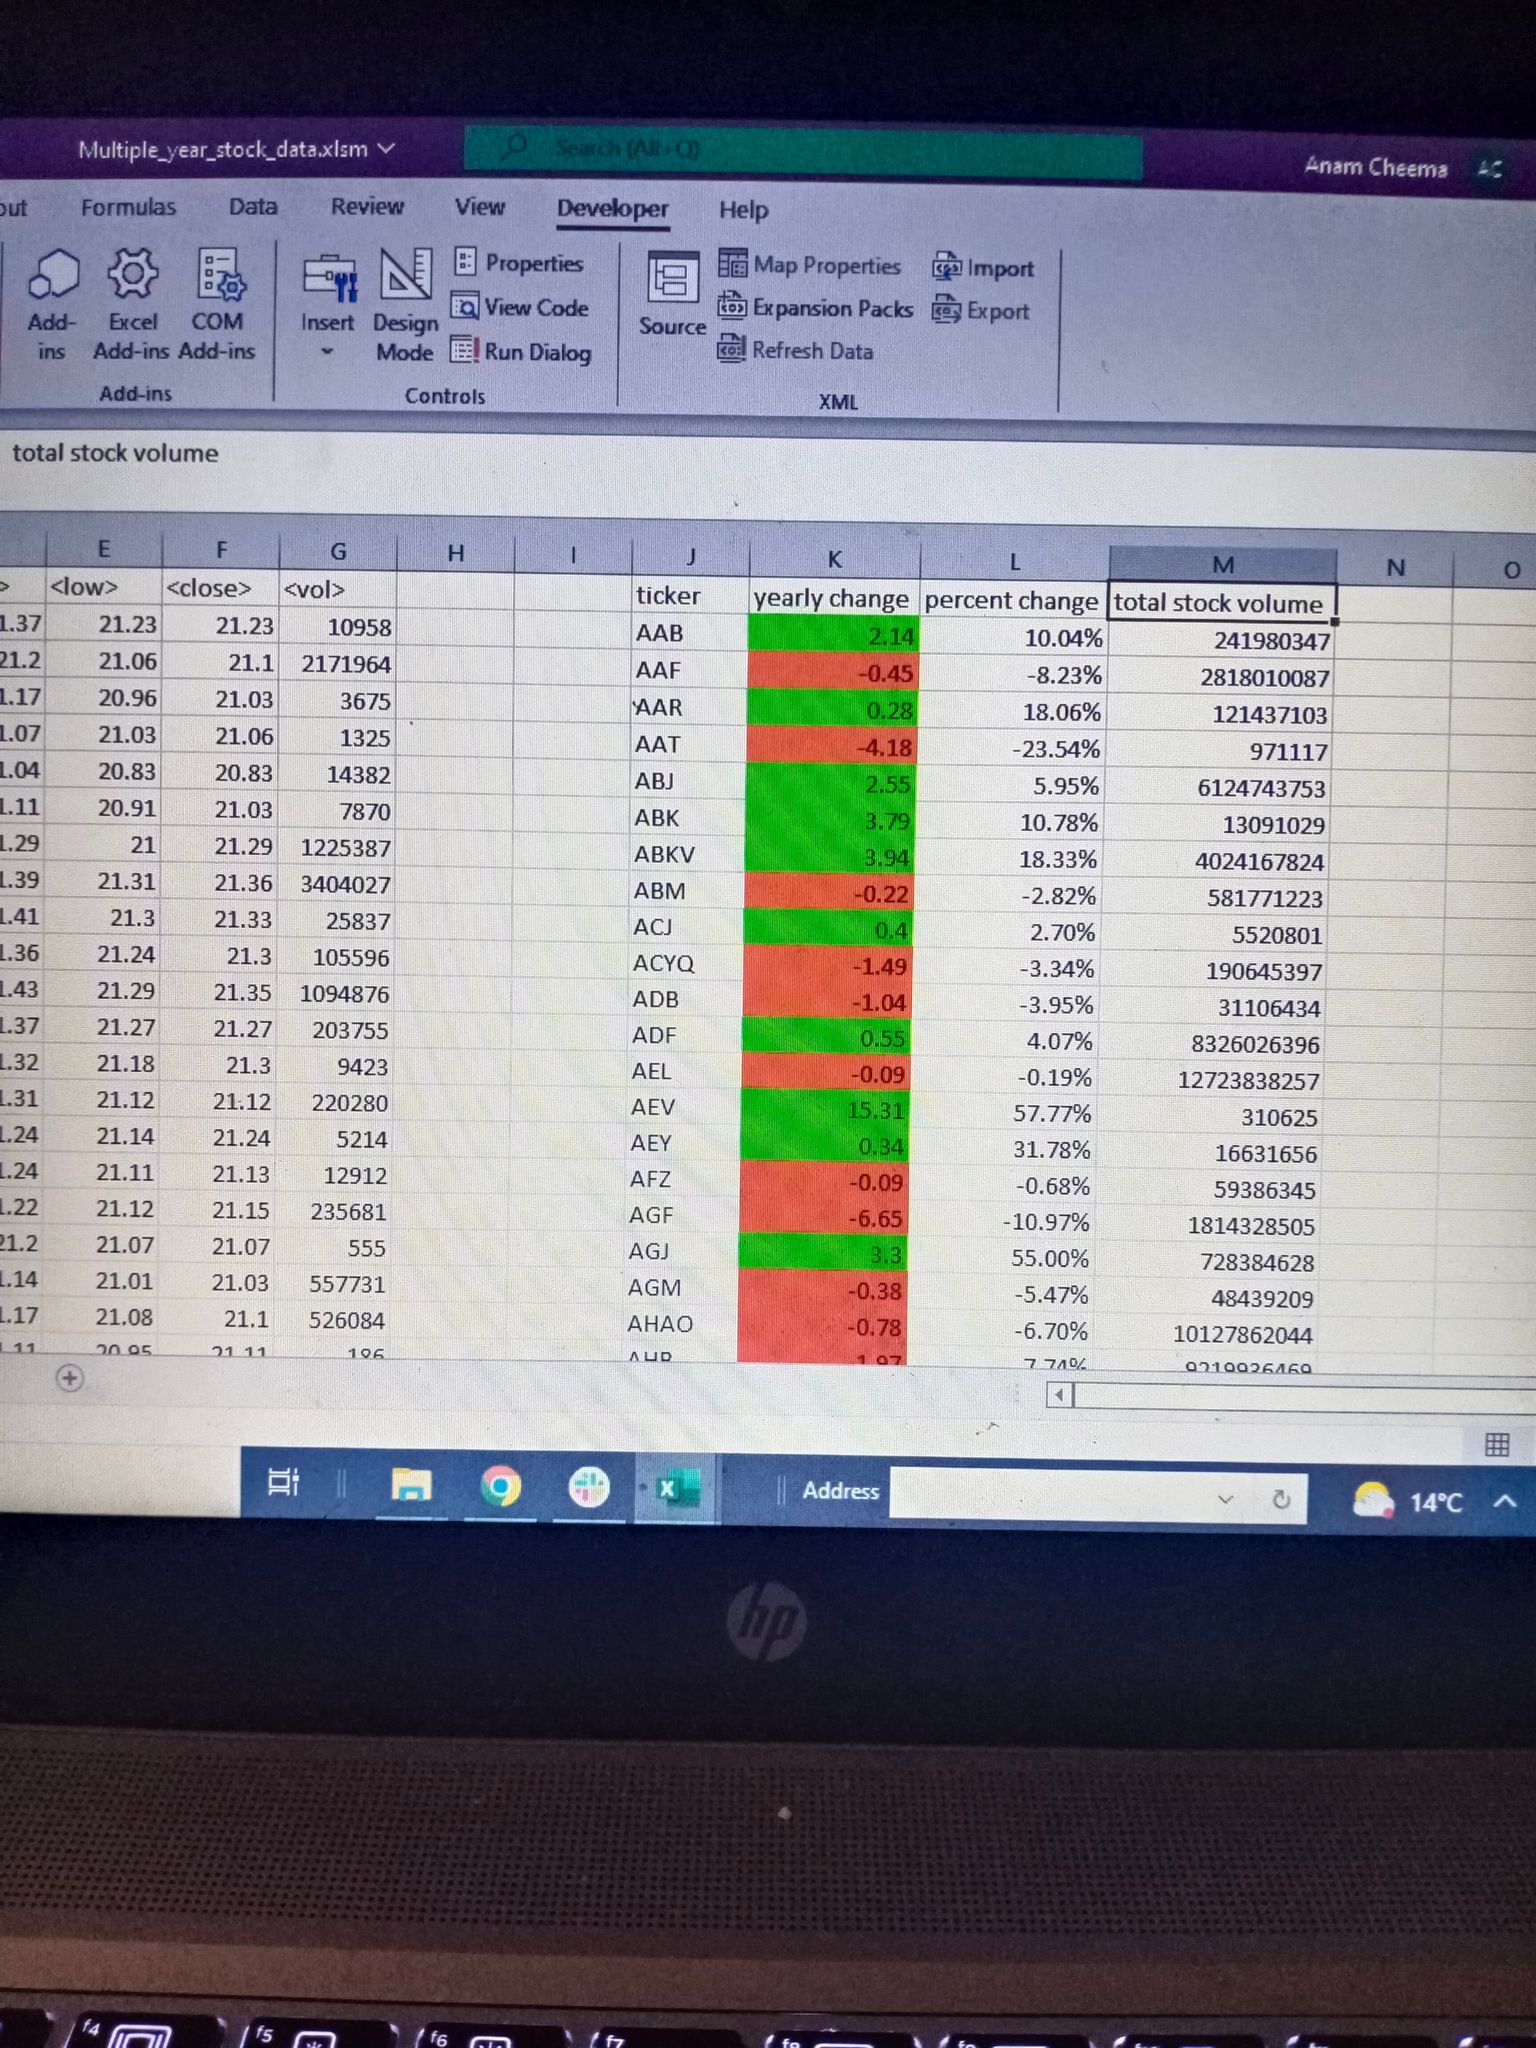 Multiple_year_stock_data.xlsm
Search (Alt+Q)
Anam Cheema AC
Formulas Data Review View Developer Help
Add-ins
Excel Add-ins
COM Add-ins
Add-ins
Insert
Design Mode
Properties
View Code
Run Dialog
Controls
Source
Map Properties
Expansion Packs
Refresh Data
Import
Export
XML
total stock volume
E F G H I J K L M N O
> <low> <close> <vol> ticker yearly change percent change total stock volume
1.37 21.23 21.23 10958 AAB 2.14 10.04% 241980347
21.2 21.06 21.1 2171964 AAF -0.45 -8.23% 2818010087
1.17 20.96 21.03 3675 AAR 0.28 18.06% 121437103
1.07 21.03 21.06 1325 AAT -4.18 -23.54% 971117
1.04 20.83 20.83 14382 ABJ 2.55 5.95% 6124743753
1.11 20.91 21.03 7870 ABK 3.79 10.78% 13091029
1.29 21 21.29 1225387 ABKV 3.94 18.33% 4024167824
1.39 21.31 21.36 3404027 ABM -0.22 -2.82% 581771223
1.41 21.3 21.33 25837 ACJ 0.4 2.70% 5520801
1.36 21.24 21.3 105596 ACYQ -1.49 -3.34% 190645397
1.43 21.29 21.35 1094876 ADB -1.04 -3.95% 31106434
1.37 21.27 21.27 203755 ADF 0.55 4.07% 8326026396
1.32 21.18 21.3 9423 AEL -0.09 -0.19% 12723838257
1.31 21.12 21.12 220280 AEV 15.31 57.77% 310625
1.24 21.14 21.24 5214 AEY 0.34 31.78% 16631656
1.24 21.11 21.13 12912 AFZ -0.09 -0.68% 59386345
1.22 21.12 21.15 235681 AGF -6.65 -10.97% 1814328505
21.2 21.07 21.07 555 AGJ 3.3 55.00% 728384628
1.14 21.01 21.03 557731 AGM -0.38 -5.47% 48439209
1.17 21.08 21.1 526084 AHAO -0.78 -6.70% 10127862044
Address
14°C
hp
f4 f5 f6 f7